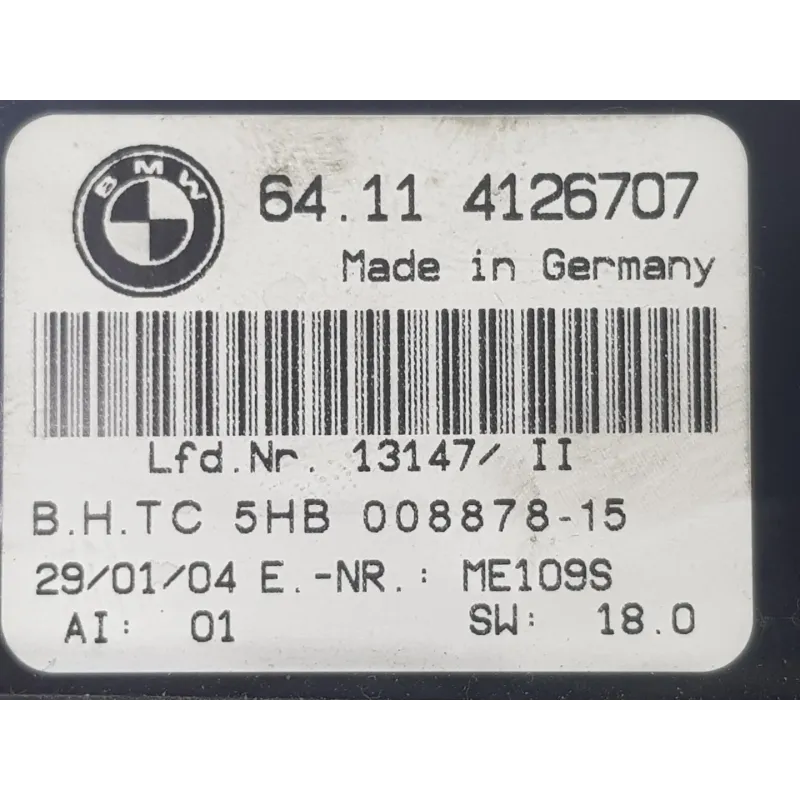 BMW
64.11 4126707
Made in Germany
Lfd.Nr. 13147/ II
B.H.TC 5HB 008878-15
29/01/04 E.-NR.: ME109S
AI: 01 SW: 18.0